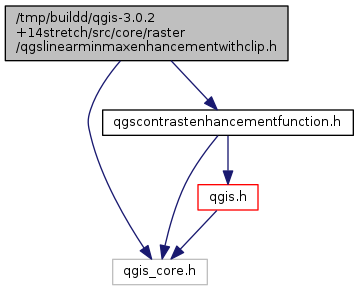 /tmp/buildd/qgis-3.0.2
+14stretch/src/core/raster
/qgslinearminmaxenhancementwithclip.h
qgscontrastenhancementfunction.h
qgis.h
qgis_core.h